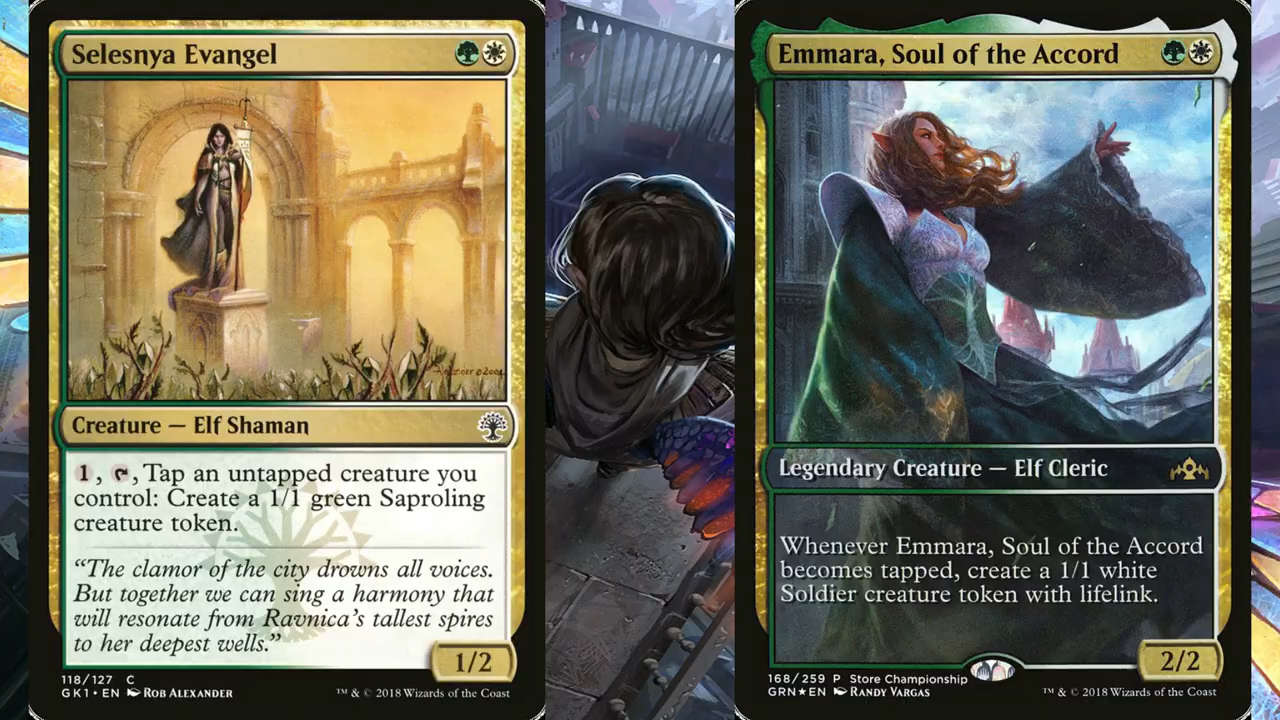 Selesnya Evangel
Creature — Elf Shaman
1, , Tap an untapped creature you
control: Create a 1/1 green Saproling
creature token.
“The clamor of the city drowns all voices.
But together we can sing a harmony that
will resonate from Ravnica’s tallest spires
to her deepest wells.”
1/2
118/127 C
GK1 • EN Rob Alexander
™ & © 2018 Wizards of the Coast
Emmara, Soul of the Accord
Legendary Creature — Elf Cleric
Whenever Emmara, Soul of the Accord
becomes tapped, create a 1/1 white
Soldier creature token with lifelink.
2/2
168/259 P Store Championship
GRN★EN Randy Vargas
™ & © 2018 Wizards of the Coast